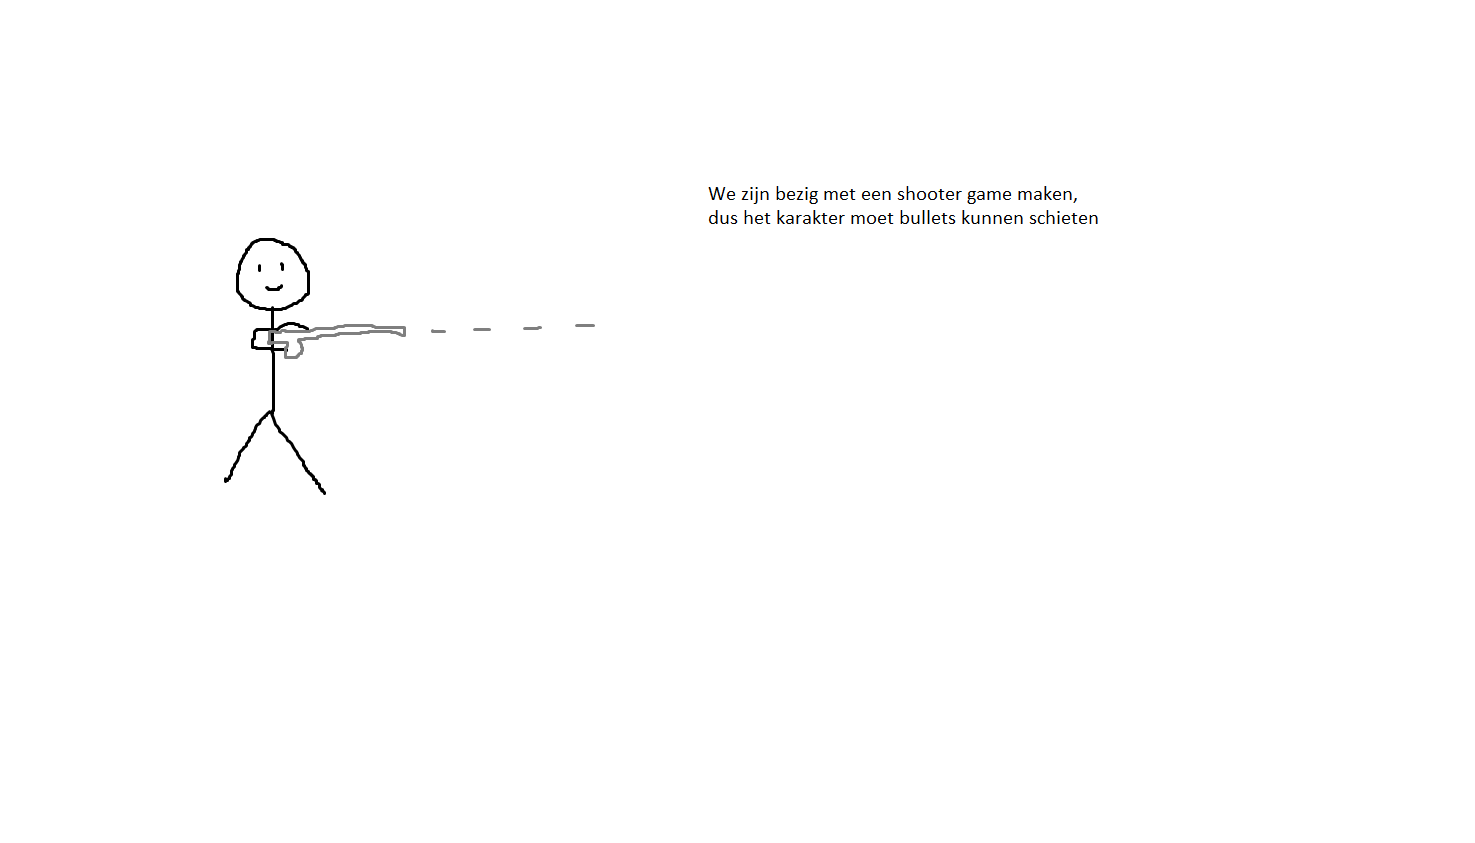 We zijn bezig met een shooter game maken,
dus het karakter moet bullets kunnen schieten